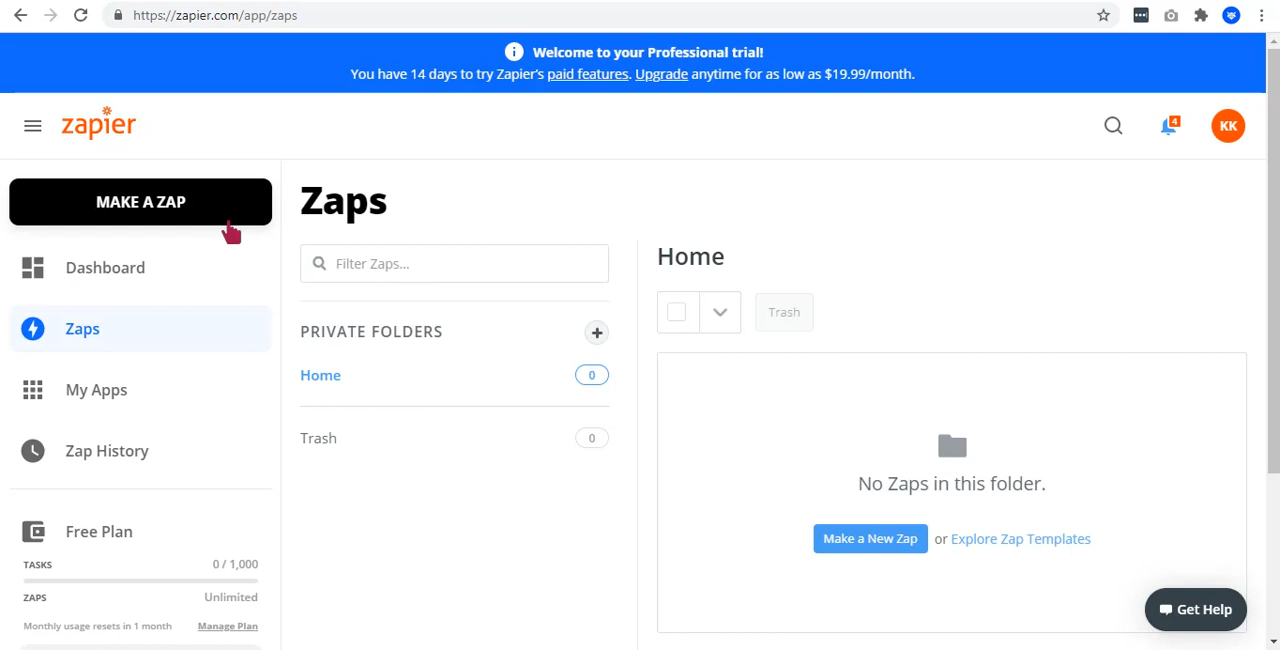 https://zapier.com/app/zaps
Welcome to your Professional trial!
You have 14 days to try Zapier's paid features. Upgrade anytime for as low as $19.99/month.
zapier
4
KK
MAKE A ZAP
Dashboard
Zaps
My Apps
Zap History
Free Plan
TASKS 0 / 1,000
ZAPS Unlimited
Monthly usage resets in 1 month Manage Plan
Zaps
Filter Zaps...
PRIVATE FOLDERS
Home 0
Trash 0
Home
Trash
No Zaps in this folder.
Make a New Zap or Explore Zap Templates
Get Help